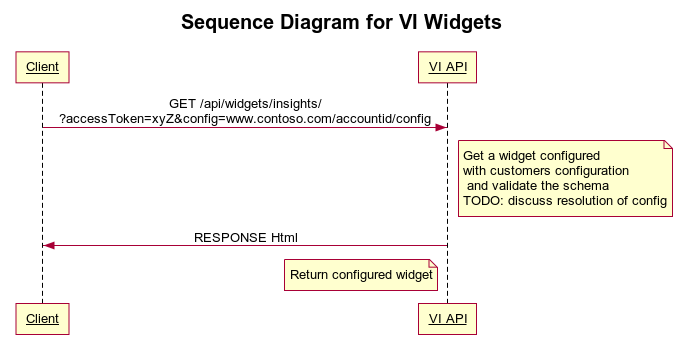 Sequence Diagram for VI Widgets
Client
VI API
GET /api/widgets/insights/
?accessToken=xyZ&config=www.contoso.com/accountid/config
Get a widget configured
with customers configuration
and validate the schema
TODO: discuss resolution of config
RESPONSE Html
Return configured widget
Client
VI API